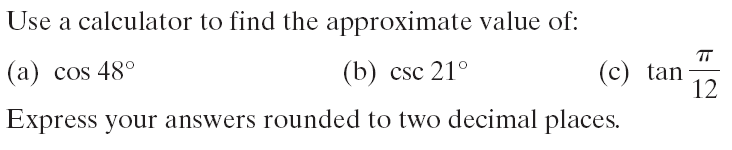 Use a calculator to find the approximate value of:
(a) cos 48° (b) csc 21° (c) tan π/12
Express your answers rounded to two decimal places.